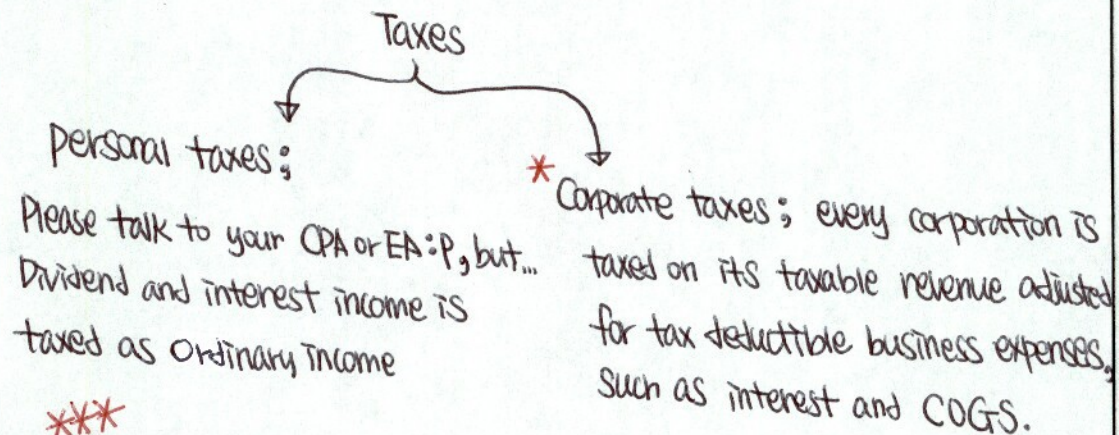 Taxes
personal taxes;
Please talk to your CPA or EA :P, but...
Dividend and interest income is
taxed as ordinary income
***
* Corporate taxes; every corporation is
taxed on its taxable revenue adjusted
for tax deductible business expenses,
such as interest and COGS.